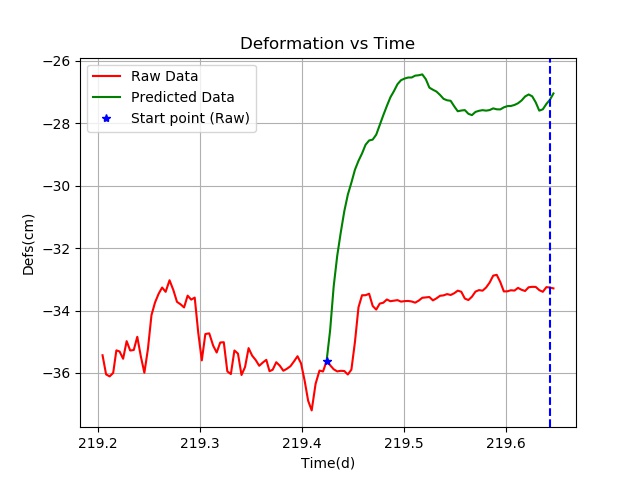 Deformation vs Time
Raw Data
Predicted Data
Start point (Raw)
−26
−28
−30
−32
−34
−36
Defs(cm)
219.2
219.3
219.4
219.5
219.6
Time(d)